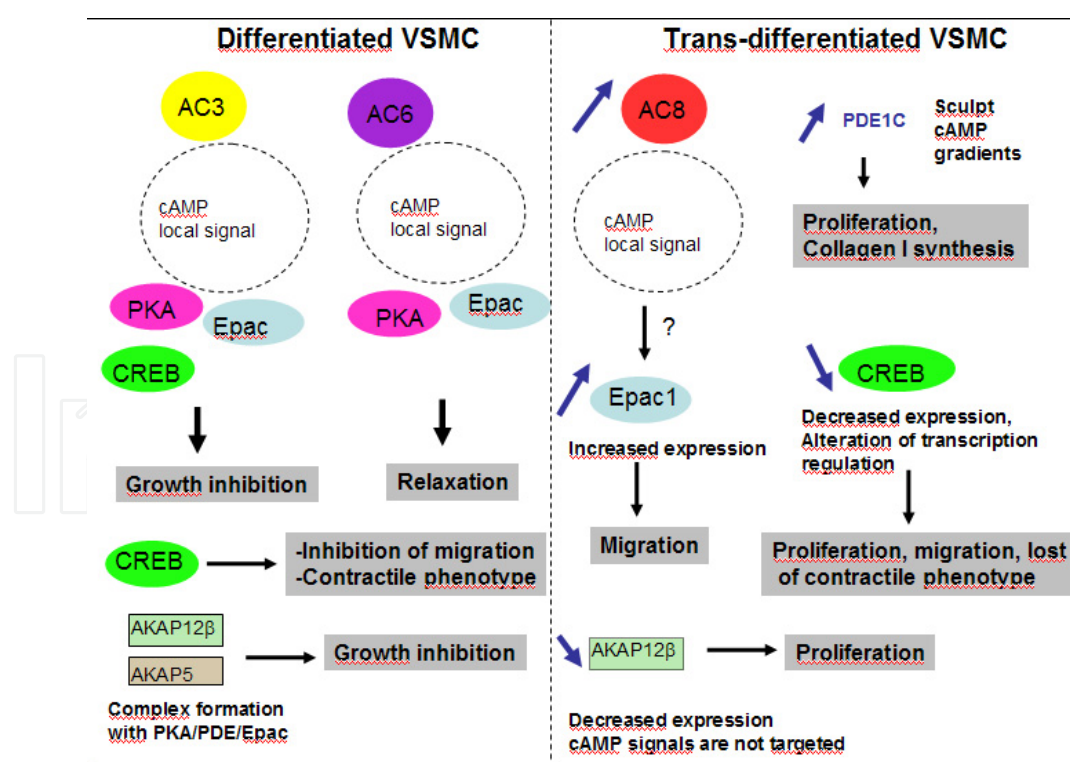 Differentiated VSMC
AC3
AC6
cAMP
local signal
cAMP
local signal
PKA
Epac
PKA
Epac
CREB
Growth inhibition
Relaxation
CREB
-Inhibition of migration
-Contractile phenotype
AKAP12β
AKAP5
Growth inhibition
Complex formation
with PKA/PDE/Epac
Trans-differentiated VSMC
AC8
PDE1C
Sculpt
cAMP
gradients
cAMP
local signal
Proliferation,
Collagen I synthesis
?
Epac1
Increased expression
Migration
CREB
Decreased expression,
Alteration of transcription
regulation
Proliferation, migration, lost
of contractile phenotype
AKAP12β
Proliferation
Decreased expression
cAMP signals are not targeted